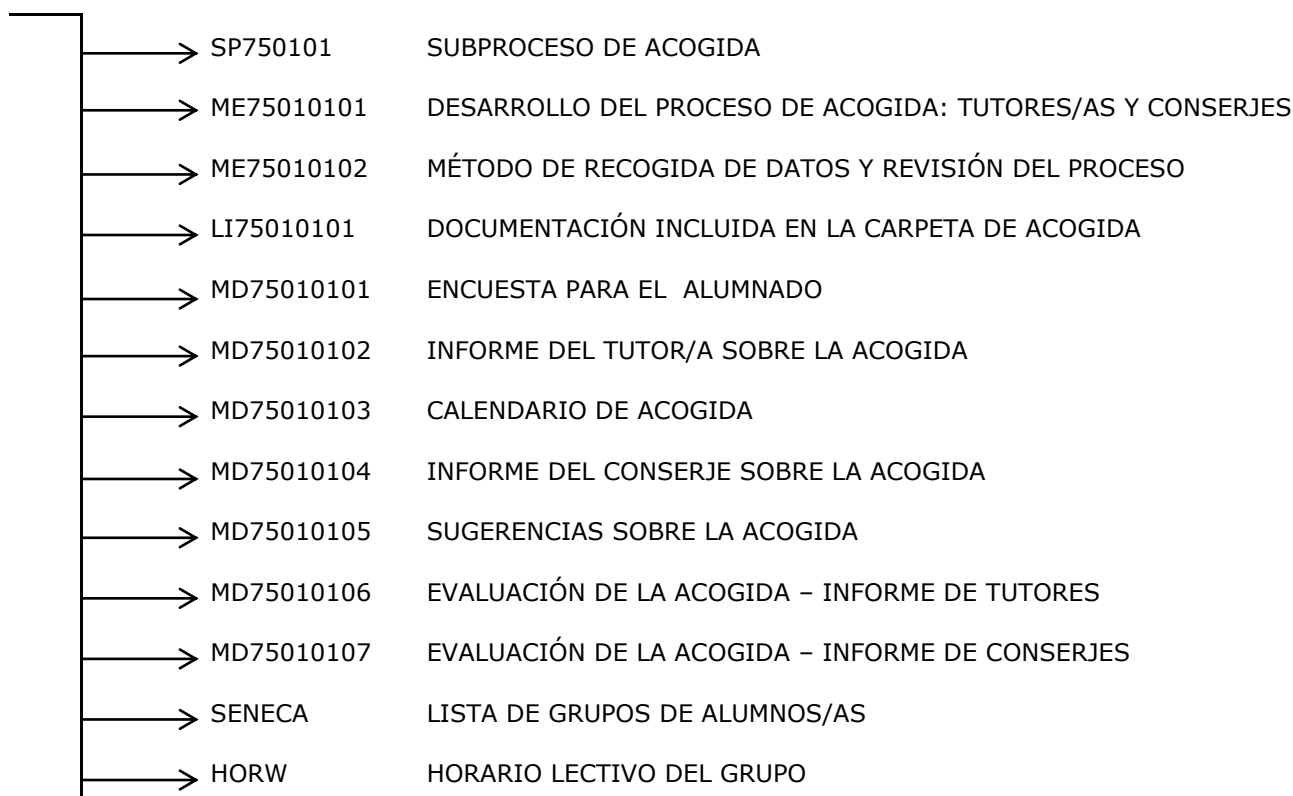 SP750101 SUBPROCESO DE ACOGIDA
ME75010101 DESARROLLO DEL PROCESO DE ACOGIDA: TUTORES/AS Y CONSERJES
ME75010102 MÉTODO DE RECOGIDA DE DATOS Y REVISIÓN DEL PROCESO
LI75010101 DOCUMENTACIÓN INCLUIDA EN LA CARPETA DE ACOGIDA
MD75010101 ENCUESTA PARA EL ALUMNADO
MD75010102 INFORME DEL TUTOR/A SOBRE LA ACOGIDA
MD75010103 CALENDARIO DE ACOGIDA
MD75010104 INFORME DEL CONSERJE SOBRE LA ACOGIDA
MD75010105 SUGERENCIAS SOBRE LA ACOGIDA
MD75010106 EVALUACIÓN DE LA ACOGIDA – INFORME DE TUTORES
MD75010107 EVALUACIÓN DE LA ACOGIDA – INFORME DE CONSERJES
SENECA LISTA DE GRUPOS DE ALUMNOS/AS
HORW HORARIO LECTIVO DEL GRUPO